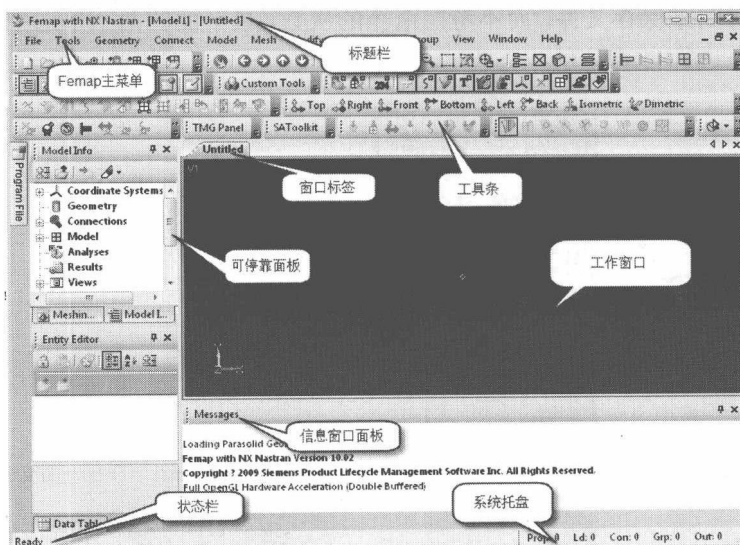 Femap with NX Nastran - [Model1] - [Untitled]
File Tools Geometry Connect Model Mesh View Window Help
标题栏
Femap主菜单
Custom Tools
Top Right Front Bottom Left Back Isometric Dimetric
TMG Panel SAToolkit
Program File
Model Info
Untitled
V1
窗口标签
工具条
Coordinate Systems
Geometry
Connections
Model
Analyses
Results
Views
可停靠面板
工作窗口
Meshin... Model I...
Entity Editor
Messages
信息窗口面板
Loading Parasolid
Femap with NX Nastran Version 10.02
Copyright ? 2009 Siemens Product Lifecycle Management Software Inc. All Rights Reserved.
Full OpenGL Hardware Acceleration (Double Buffered)
状态栏
系统托盘
Data Tabl
Ready
Prop: 0 Ld: 0 Con: 0 Grp: 0 Out: 0